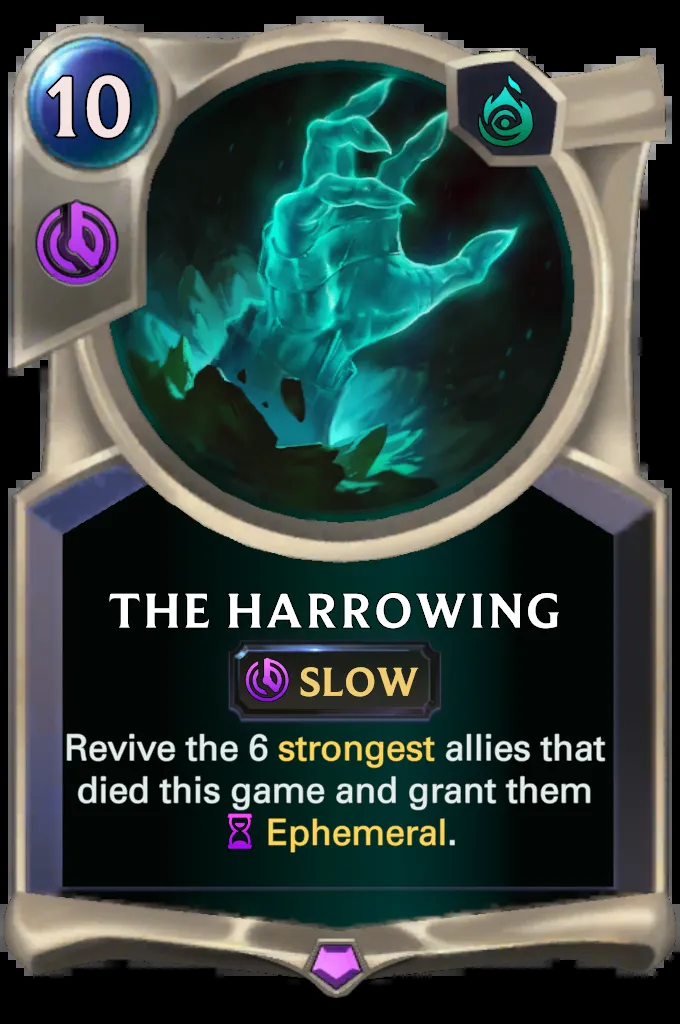 10
THE HARROWING
SLOW
Revive the 6 strongest allies that
died this game and grant them
Ephemeral.